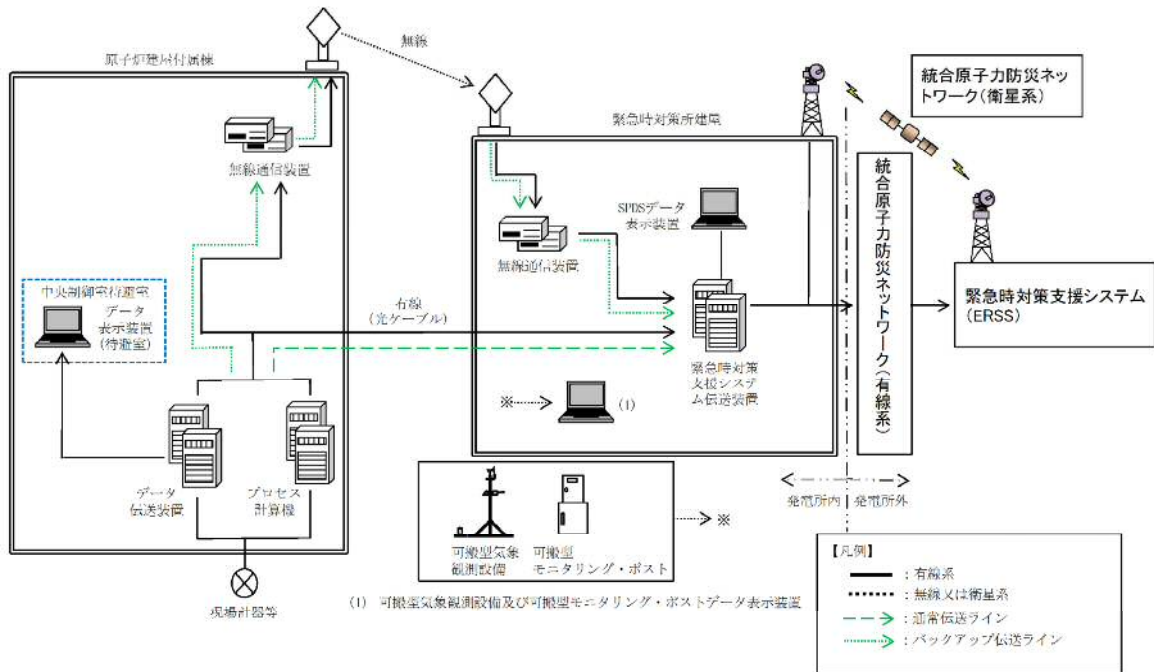 原子炉建屋付属棟
無線
無線通信装置
中央制御室待避室
データ
表示装置
(待避室)
データ
伝送装置
プロセス
計算機
現場計器等
有線
(光ケーブル)
緊急時対策所建屋
無線通信装置
SPDSデータ
表示装置
緊急時対策
支援システ
ム伝送装置
※
(1)
統合原子力防災ネッ
トワーク(衛星系)
統合原子力防災ネットワーク(有線系)
緊急時対策支援システム
(ERSS)
発電所内
発電所外
可搬型気象
観測設備
可搬型
モニタリング・ポスト
※
(1) 可搬型気象観測設備及び可搬型モニタリング・ポストデータ表示装置
【凡例】
:有線系
:無線又は衛星系
:通常伝送ライン
:バックアップ伝送ライン